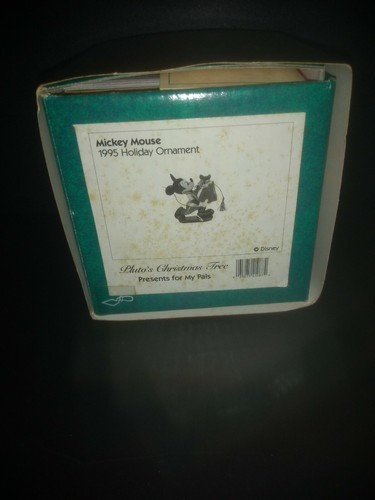 Mickey Mouse
1995 Holiday Ornament
© Disney
Pluto's Christmas Tree
Presents for My Pals